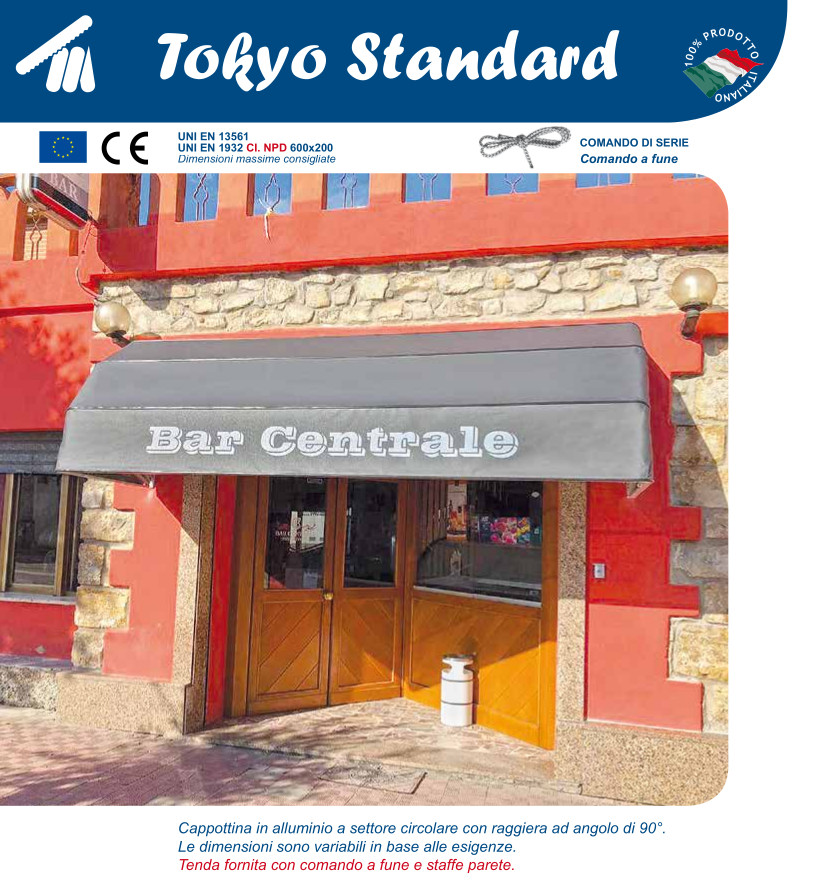 Tokyo Standard
100% PRODOTTO ITALIANO
UNI EN 13561
UNI EN 1932 Cl. NPD 600x200
Dimensioni massime consigliate
COMANDO DI SERIE
Comando a fune
BAR
Bar Centrale
Cappottina in alluminio a settore circolare con raggiera ad angolo di 90°.
Le dimensioni sono variabili in base alle esigenze.
Tenda fornita con comando a fune e staffe parete.